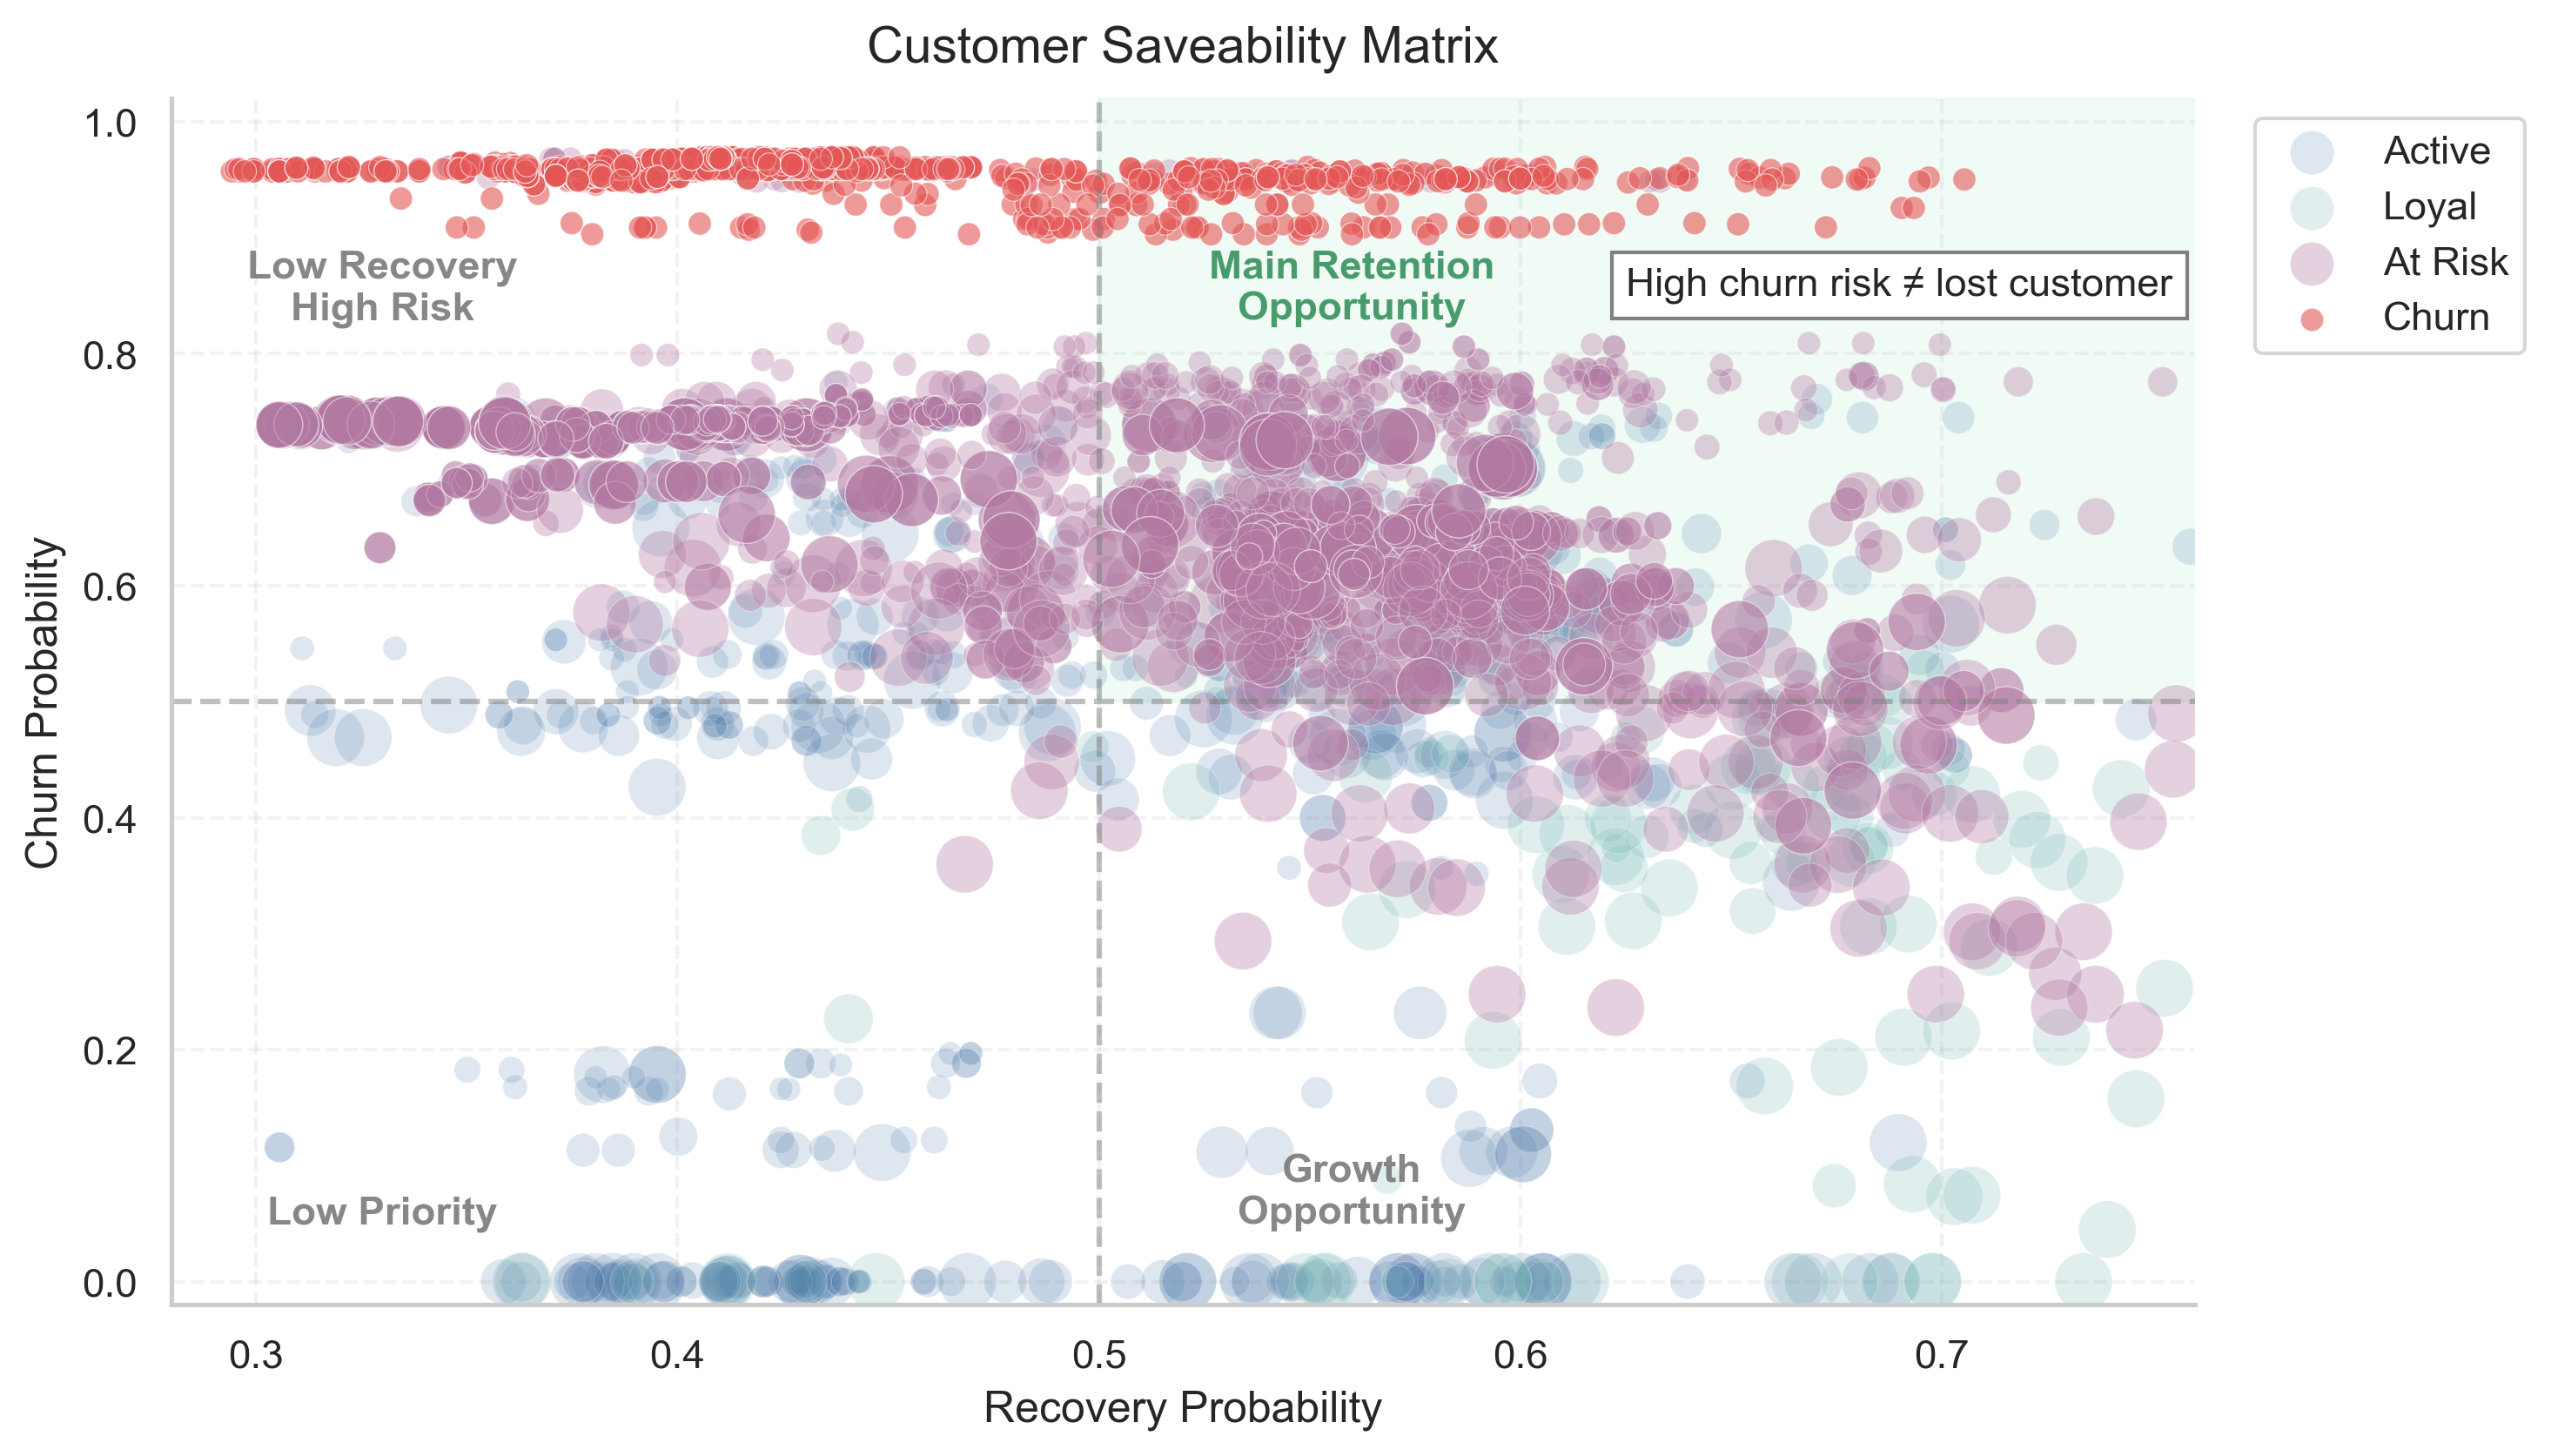 Customer Saveability Matrix
1.0
0.8
0.6
0.4
0.2
0.0
Churn Probability
Low Recovery
High Risk
Main Retention
Opportunity
High churn risk ≠ lost customer
Low Priority
Growth
Opportunity
0.3
0.4
0.5
0.6
0.7
Recovery Probability
Active
Loyal
At Risk
Churn